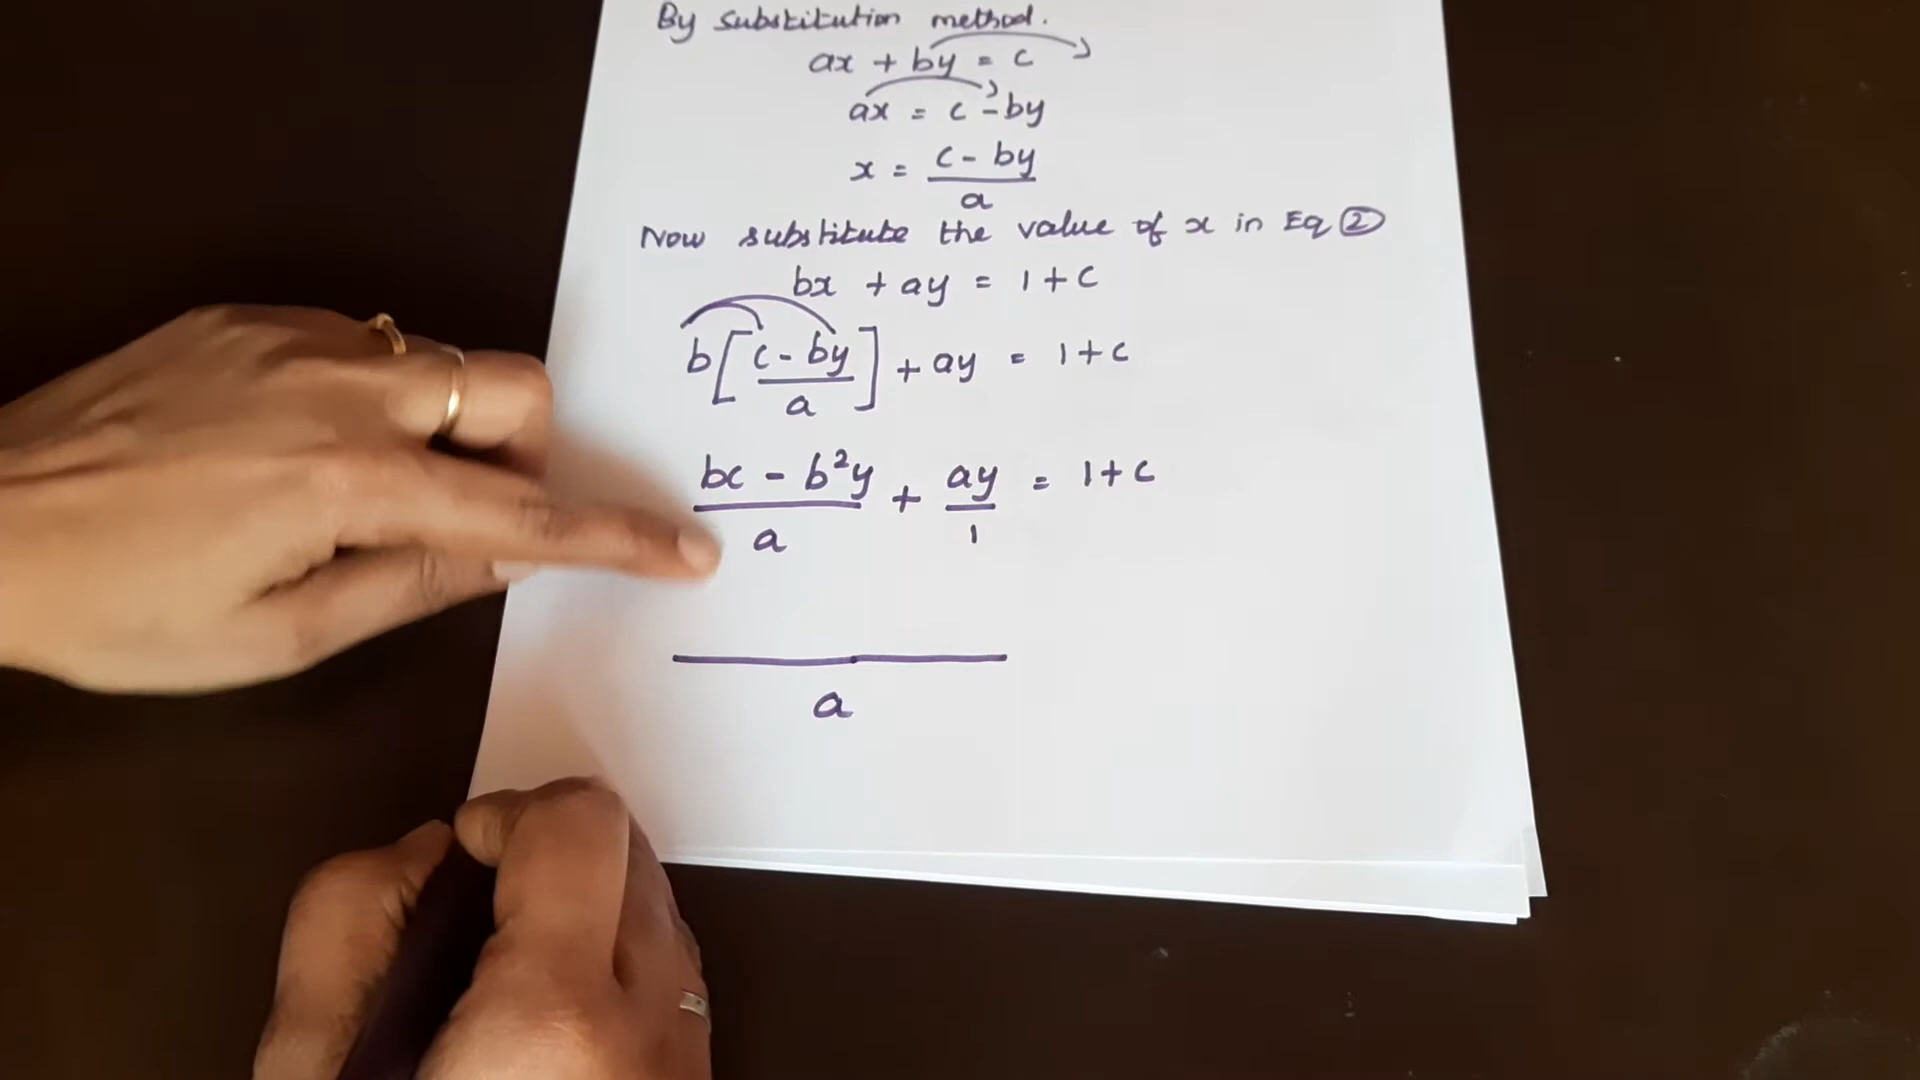 By substitution method.
ax + by = c
ax = c - by
x = c - by / a
Now substitute the value of x in Eq ②
bx + ay = 1 + c
b[c - by / a] + ay = 1 + c
bc - b²y / a + ay / 1 = 1 + c
a